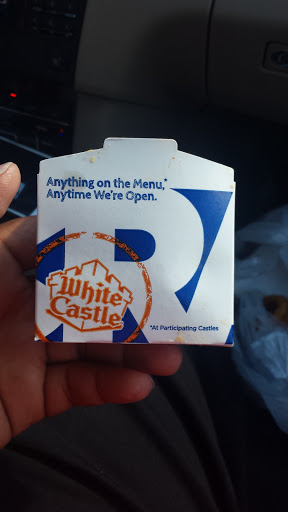 Anything on the Menu,*
Anytime We're Open.
White
Castle
*At Participating Castles